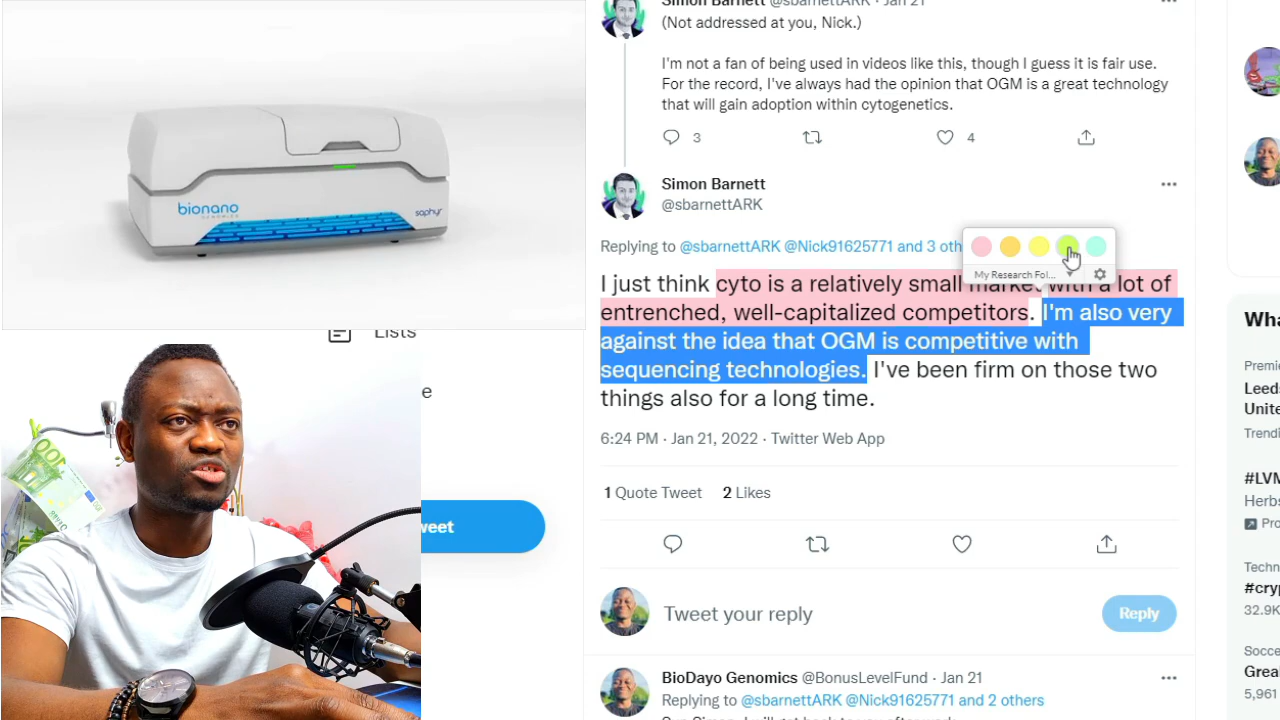 bionano
saphyr
Lists
e
weet
Simon Barnett @sbarnettARK · Jan 21
(Not addressed at you, Nick.)
I'm not a fan of being used in videos like this, though I guess it is fair use.
For the record, I've always had the opinion that OGM is a great technology
that will gain adoption within cytogenetics.
3
4
Simon Barnett
@sbarnettARK
Replying to @sbarnettARK @Nick91625771 and 3 oth
My Research Fol...
I just think cyto is a relatively small market with a lot of
entrenched, well-capitalized competitors. I'm also very
against the idea that OGM is competitive with
sequencing technologies. I've been firm on those two
things also for a long time.
6:24 PM · Jan 21, 2022 · Twitter Web App
1 Quote Tweet 2 Likes
Tweet your reply
Reply
BioDayo Genomics @BonusLevelFund · Jan 21
Replying to @sbarnettARK @Nick91625771 and 2 others
Wha
Premie
Leeds
Unite
Trendi
#LVM
Herbs
Pro
Techn
#cryp
32.9K
Socce
Great
5,961
100